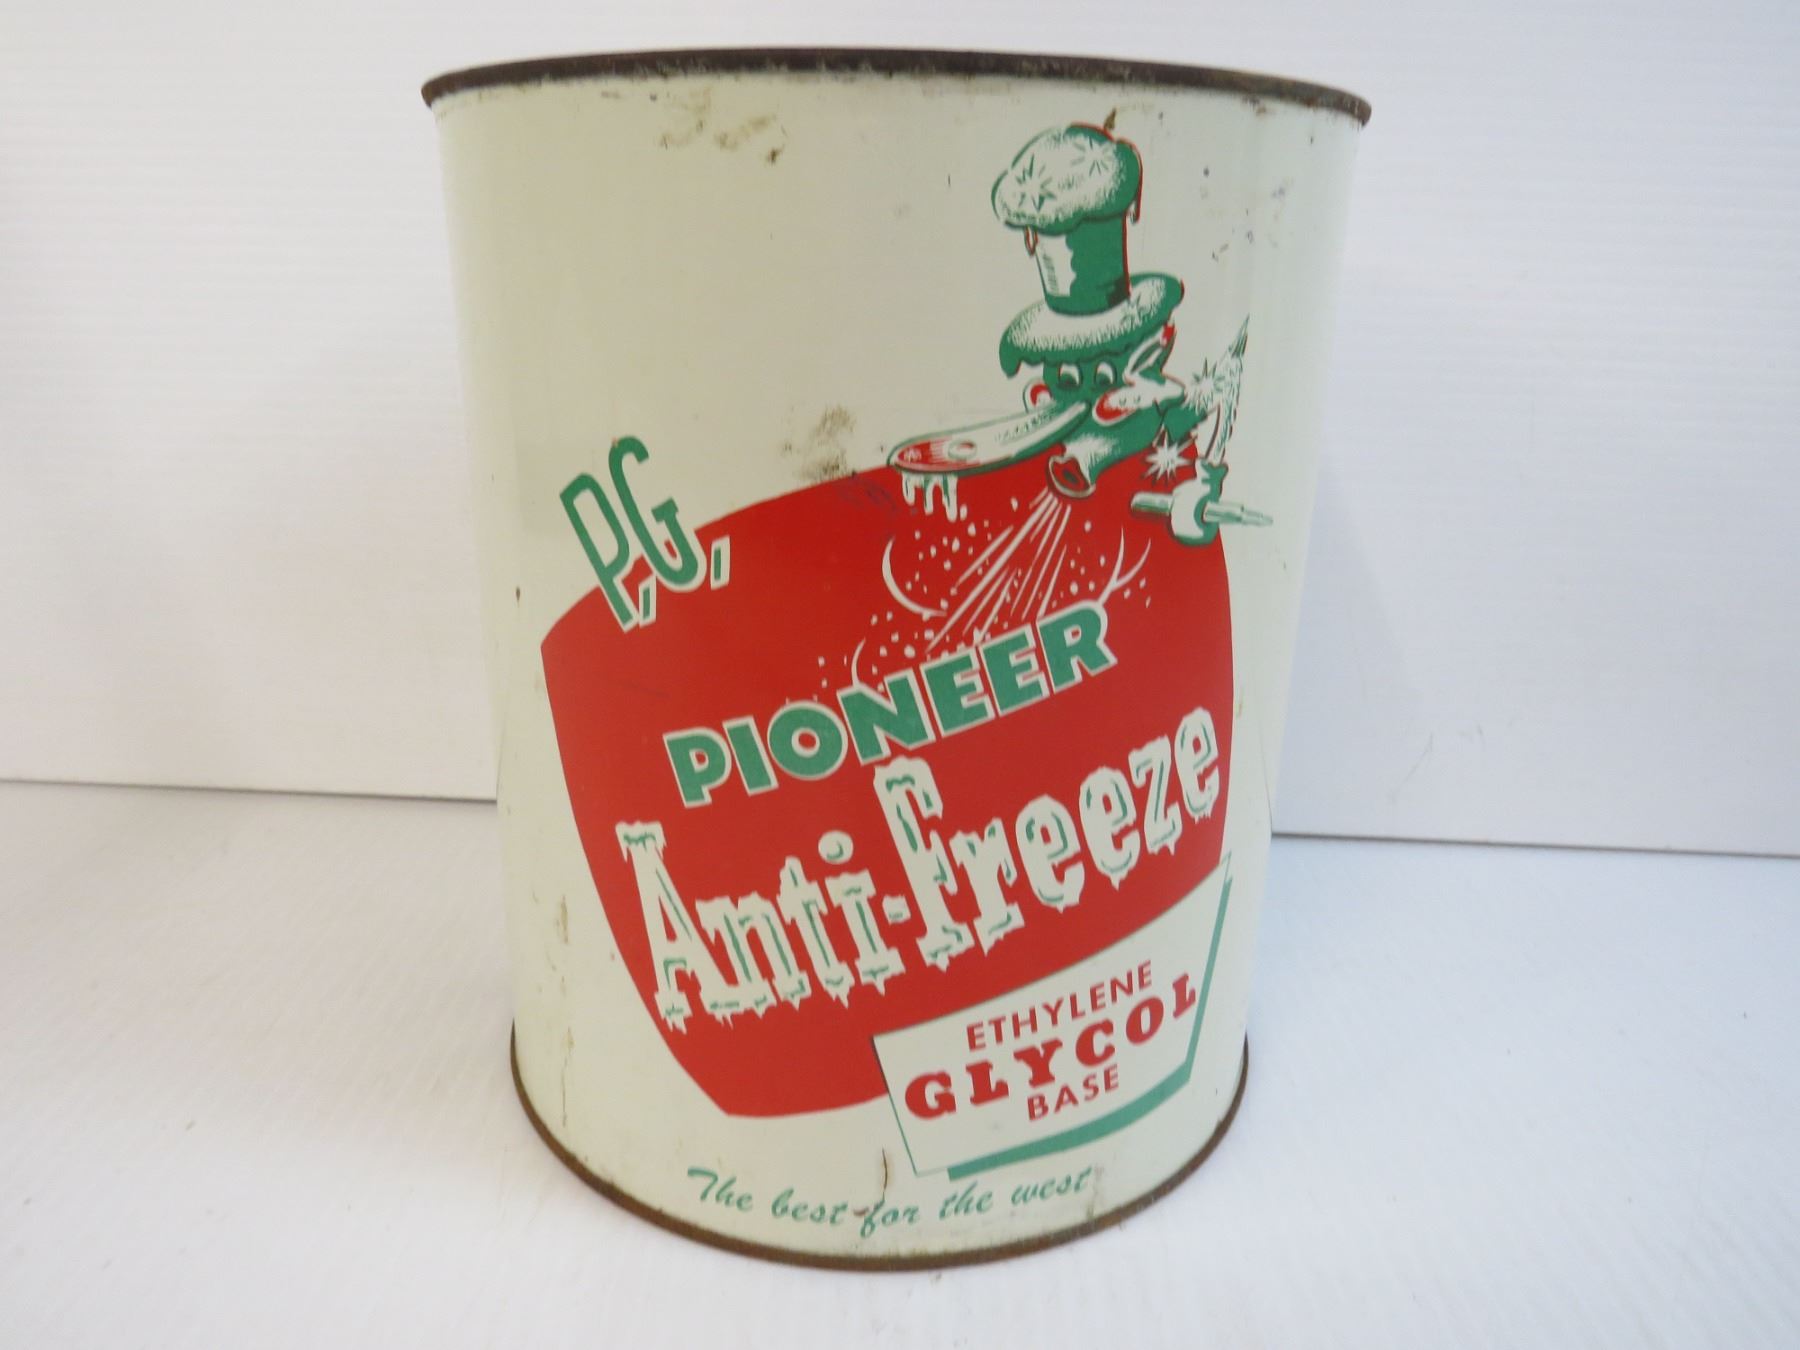 P.G.
PIONEER
Anti-Freeze
ETHYLENE
GLYCOL
BASE
The best for the west